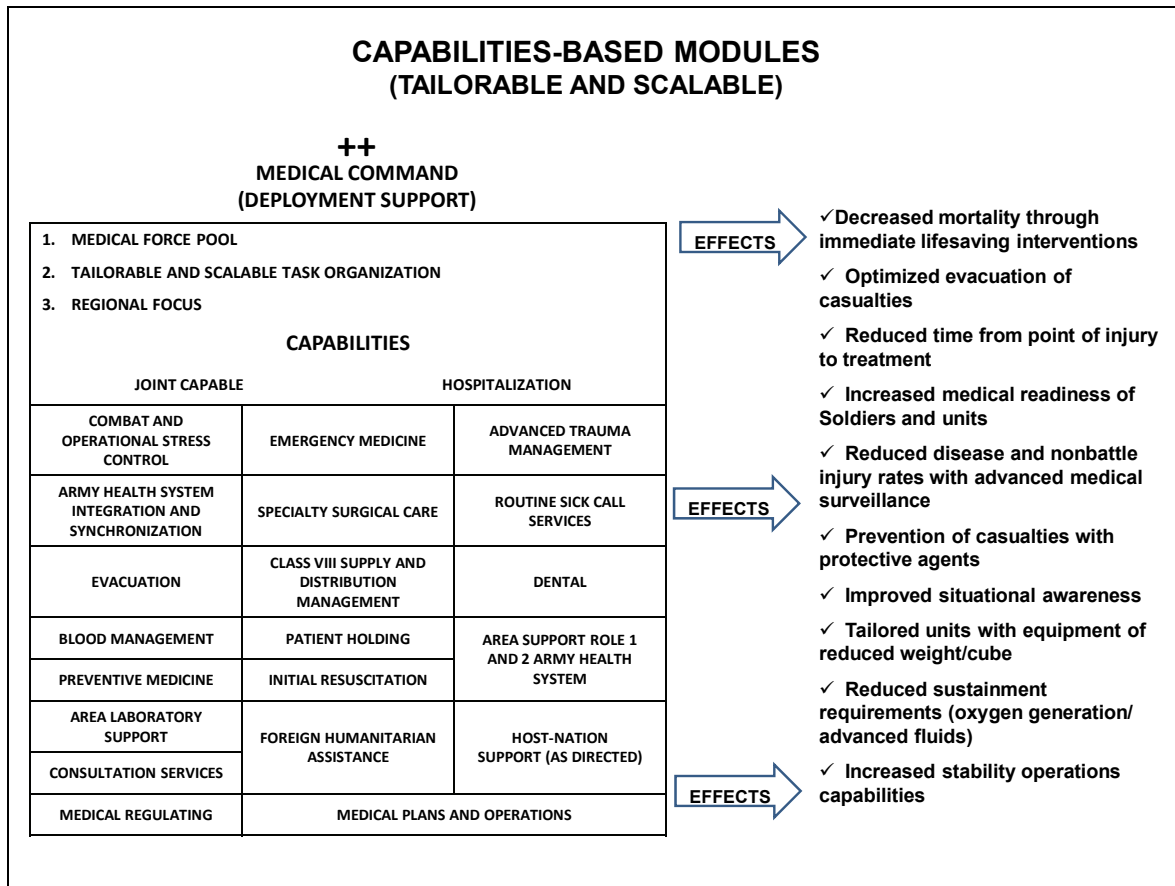 CAPABILITIES-BASED MODULES
(TAILORABLE AND SCALABLE)
++
MEDICAL COMMAND
(DEPLOYMENT SUPPORT)
1. MEDICAL FORCE POOL
2. TAILORABLE AND SCALABLE TASK ORGANIZATION
3. REGIONAL FOCUS
CAPABILITIES
JOINT CAPABLE
HOSPITALIZATION
COMBAT AND
OPERATIONAL STRESS
CONTROL
EMERGENCY MEDICINE
ADVANCED TRAUMA
MANAGEMENT
ARMY HEALTH SYSTEM
INTEGRATION AND
SYNCHRONIZATION
SPECIALTY SURGICAL CARE
ROUTINE SICK CALL
SERVICES
EVACUATION
CLASS VIII SUPPLY AND
DISTRIBUTION
MANAGEMENT
DENTAL
BLOOD MANAGEMENT
PATIENT HOLDING
AREA SUPPORT ROLE 1
AND 2 ARMY HEALTH
SYSTEM
PREVENTIVE MEDICINE
INITIAL RESUSCITATION
AREA LABORATORY
SUPPORT
FOREIGN HUMANITARIAN
ASSISTANCE
HOST-NATION
SUPPORT (AS DIRECTED)
CONSULTATION SERVICES
MEDICAL REGULATING
MEDICAL PLANS AND OPERATIONS
EFFECTS
EFFECTS
EFFECTS
✓Decreased mortality through
immediate lifesaving interventions
✓ Optimized evacuation of
casualties
✓ Reduced time from point of injury
to treatment
✓ Increased medical readiness of
Soldiers and units
✓ Reduced disease and nonbattle
injury rates with advanced medical
surveillance
✓ Prevention of casualties with
protective agents
✓ Improved situational awareness
✓ Tailored units with equipment of
reduced weight/cube
✓ Reduced sustainment
requirements (oxygen generation/
advanced fluids)
✓ Increased stability operations
capabilities